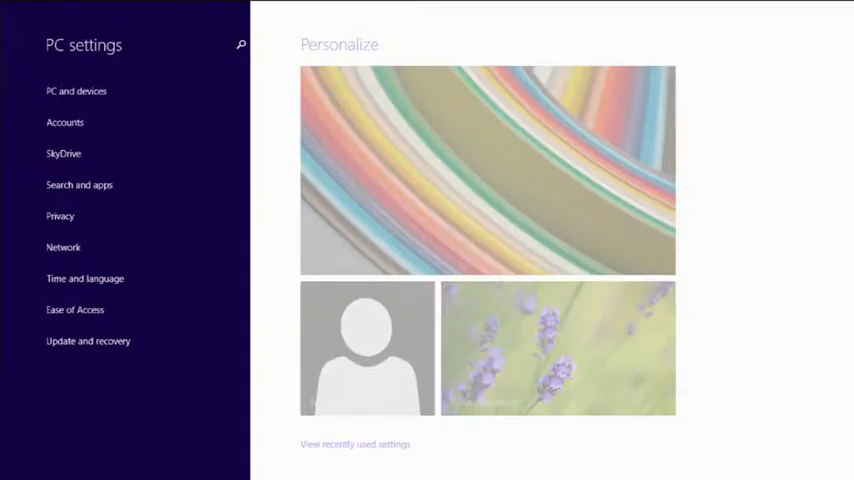 PC settings
PC and devices
Accounts
SkyDrive
Search and apps
Privacy
Network
Time and language
Ease of Access
Update and recovery
Personalize
View recently used settings